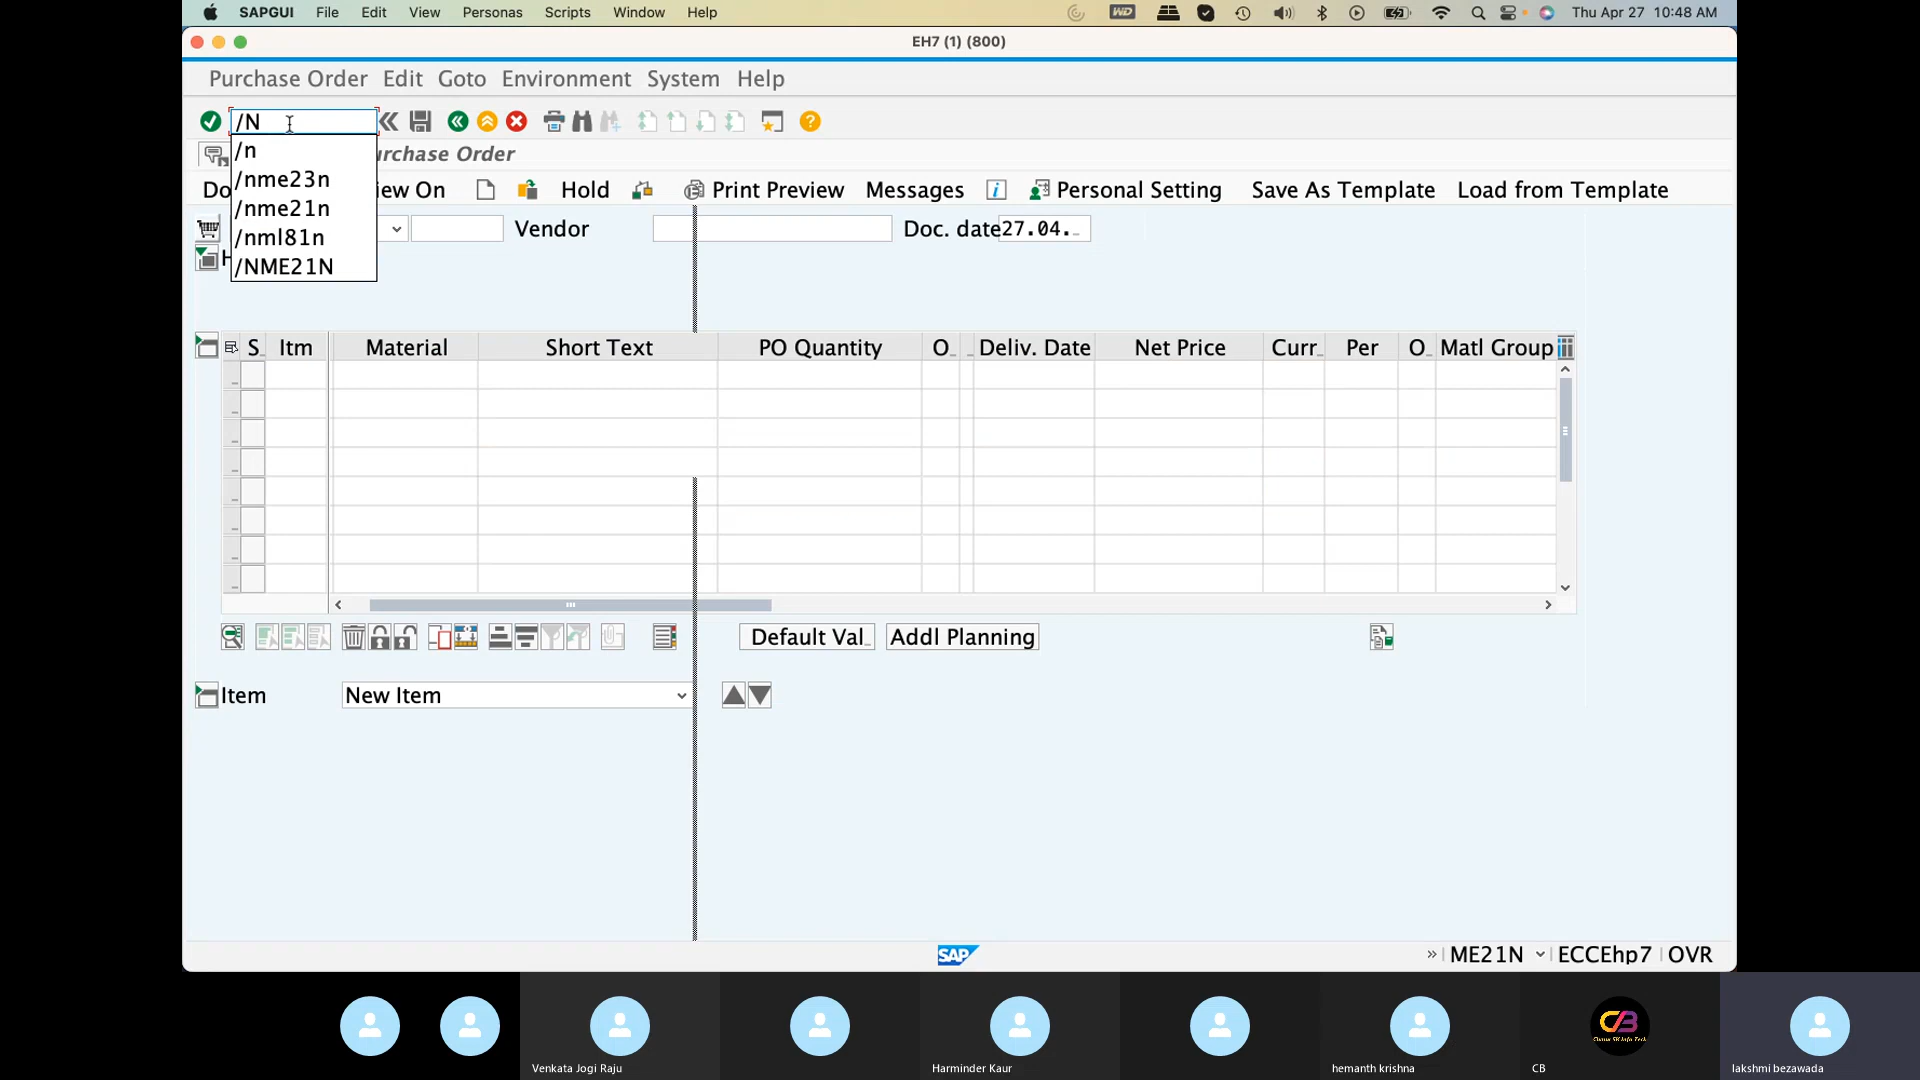 SAPGUI File Edit View Personas Scripts Window Help WD Thu Apr 27 10:48 AM
EH7 (1) (800)
Purchase Order Edit Goto Environment System Help
/N
/n
/nme23n
/nme21n
/nml81n
/NME21N
urchase Order
Do iew On Hold Print Preview Messages Personal Setting Save As Template Load from Template
Vendor Doc. date 27.04.
H
S Itm Material Short Text PO Quantity O Deliv. Date Net Price Curr Per O Matl Group
Default Val Addl Planning
Item New Item
SAP ME21N ECCEhp7 OVR
Venkata Jogi Raju Harminder Kaur hemanth krishna CB lakshmi bezawada